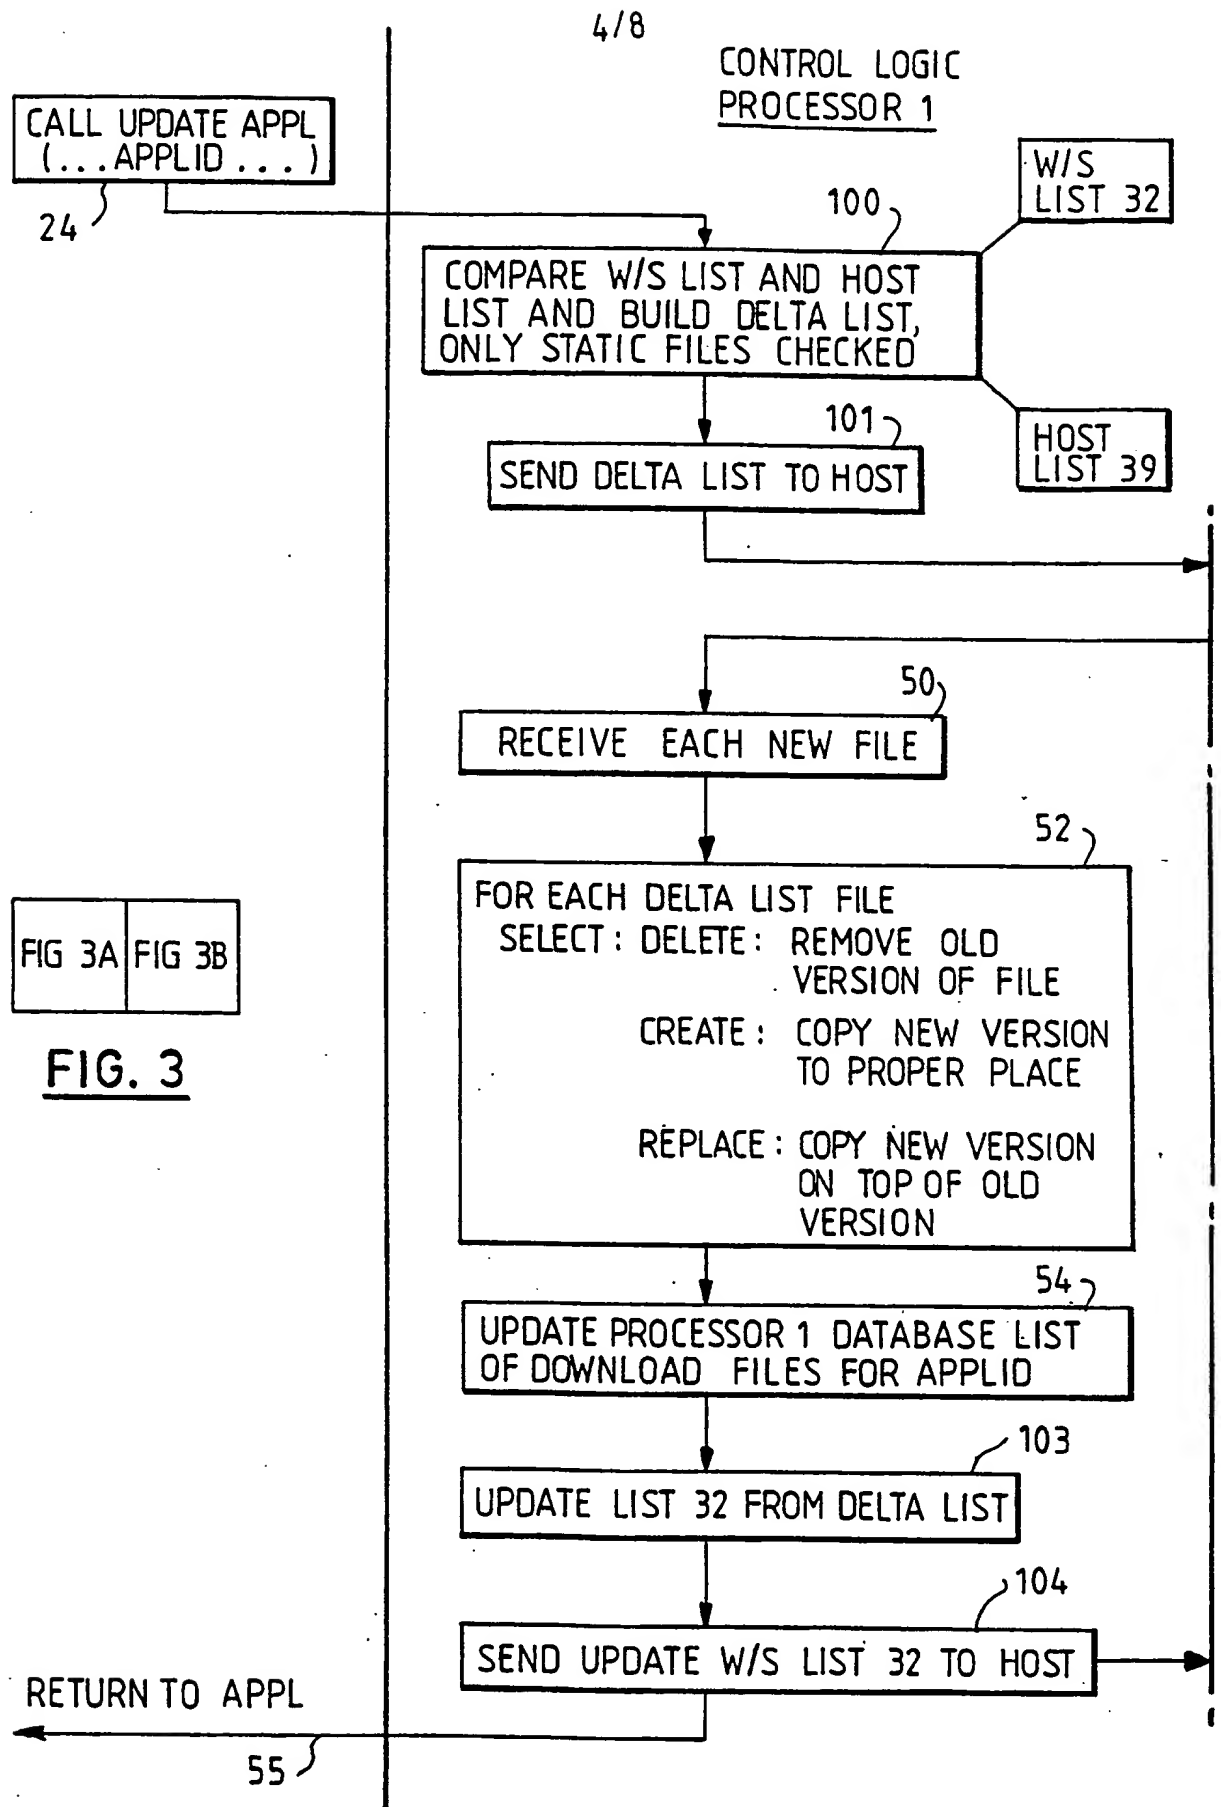 4/8
CONTROL LOGIC
PROCESSOR 1
CALL UPDATE APPL
(...APPLID...)
24
W/S
LIST 32
100
COMPARE W/S LIST AND HOST
LIST AND BUILD DELTA LIST,
ONLY STATIC FILES CHECKED
HOST
LIST 39
101
SEND DELTA LIST TO HOST
50
RECEIVE EACH NEW FILE
52
FOR EACH DELTA LIST FILE
SELECT: DELETE: REMOVE OLD
VERSION OF FILE
CREATE: COPY NEW VERSION
TO PROPER PLACE
REPLACE: COPY NEW VERSION
ON TOP OF OLD
VERSION
FIG 3A FIG 3B
FIG. 3
54
UPDATE PROCESSOR 1 DATABASE LIST
OF DOWNLOAD FILES FOR APPLID
103
UPDATE LIST 32 FROM DELTA LIST
104
SEND UPDATE W/S LIST 32 TO HOST
RETURN TO APPL
55